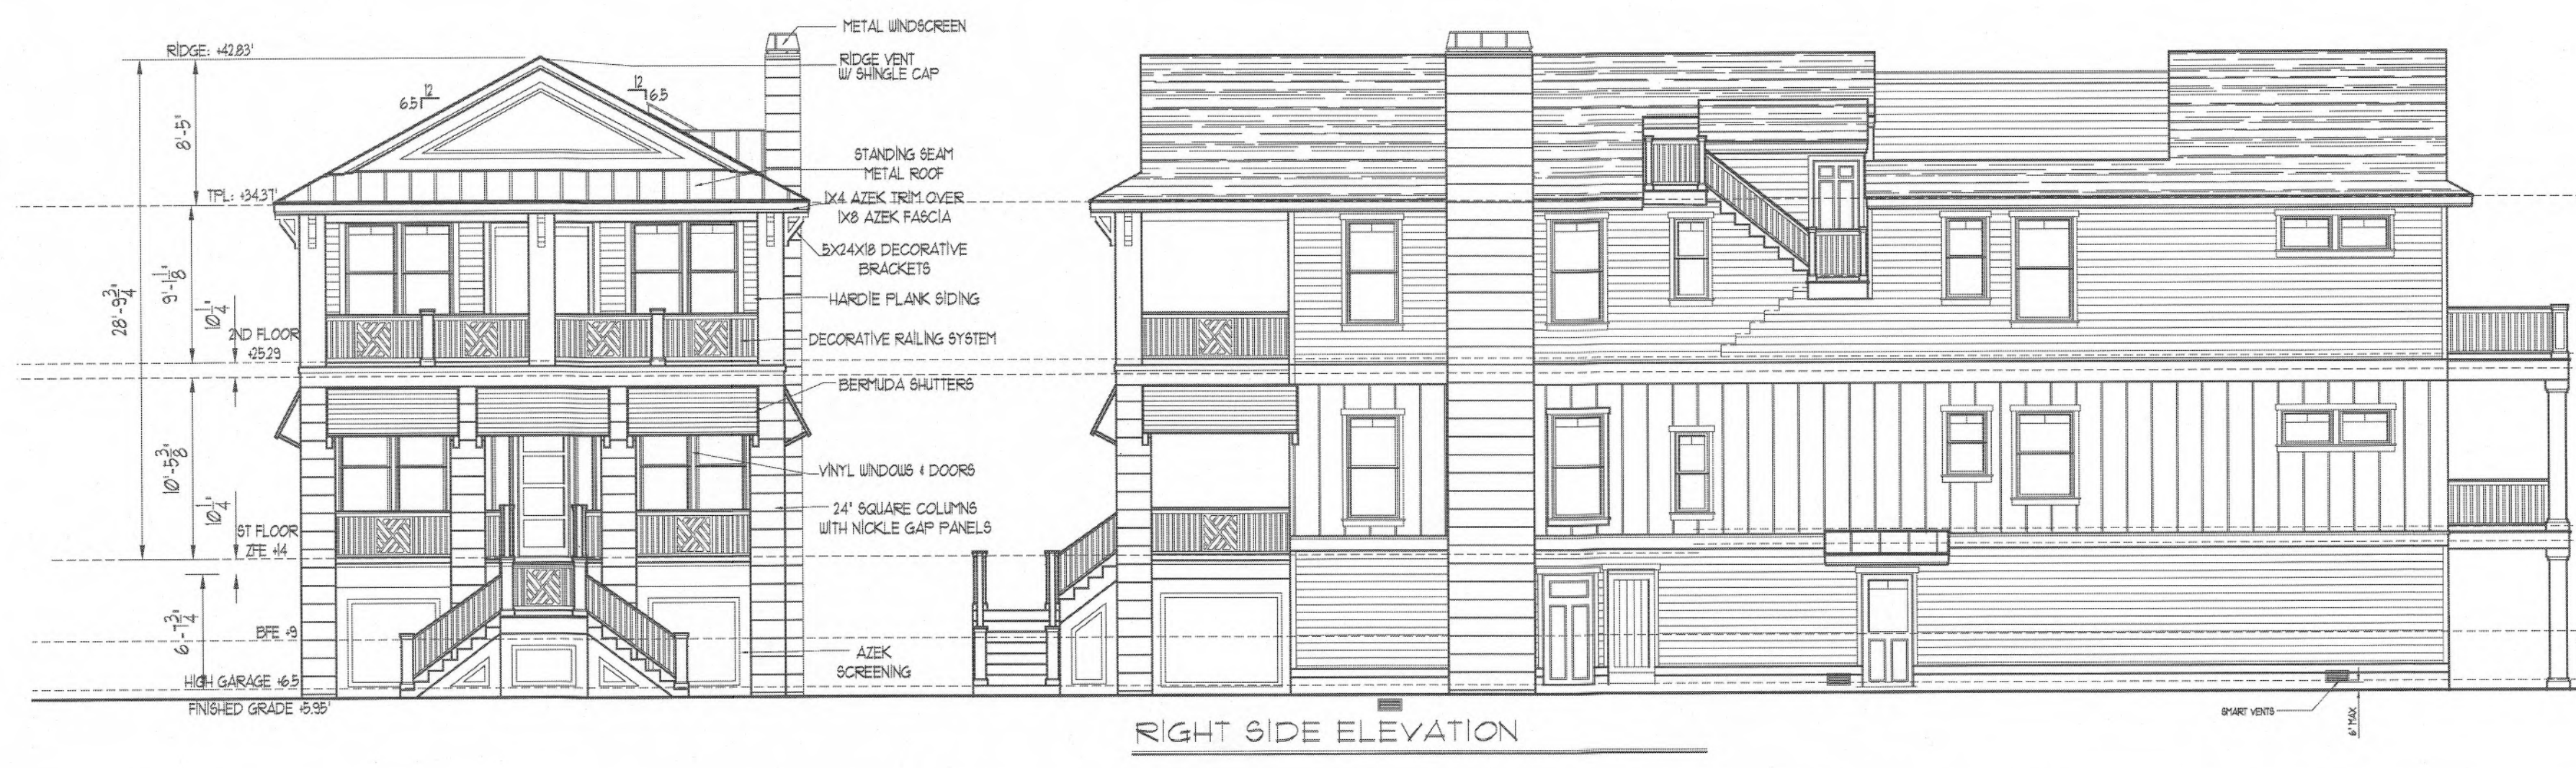 RIDGE: +42.83'
8'-5"
TPL: +34.37'
9'-1 1/8"
28'-9 3/4"
10 1/4"
2ND FLOOR
+25.29
10'-5 3/8"
10 1/4"
ST FLOOR
ZFE +14
6'-7 3/4"
BFE +9
HIGH GARAGE +6.5
FINISHED GRADE +5.95'
12
6.5
12
6.5
METAL WINDSCREEN
RIDGE VENT
W/ SHINGLE CAP
STANDING SEAM
METAL ROOF
1X4 AZEK TRIM OVER
1X8 AZEK FASCIA
5X24X18 DECORATIVE
BRACKETS
HARDIE PLANK SIDING
DECORATIVE RAILING SYSTEM
BERMUDA SHUTTERS
VINYL WINDOWS & DOORS
24" SQUARE COLUMNS
WITH NICKLE GAP PANELS
AZEK
SCREENING
SMART VENTS
6" MAX
RIGHT SIDE ELEVATION